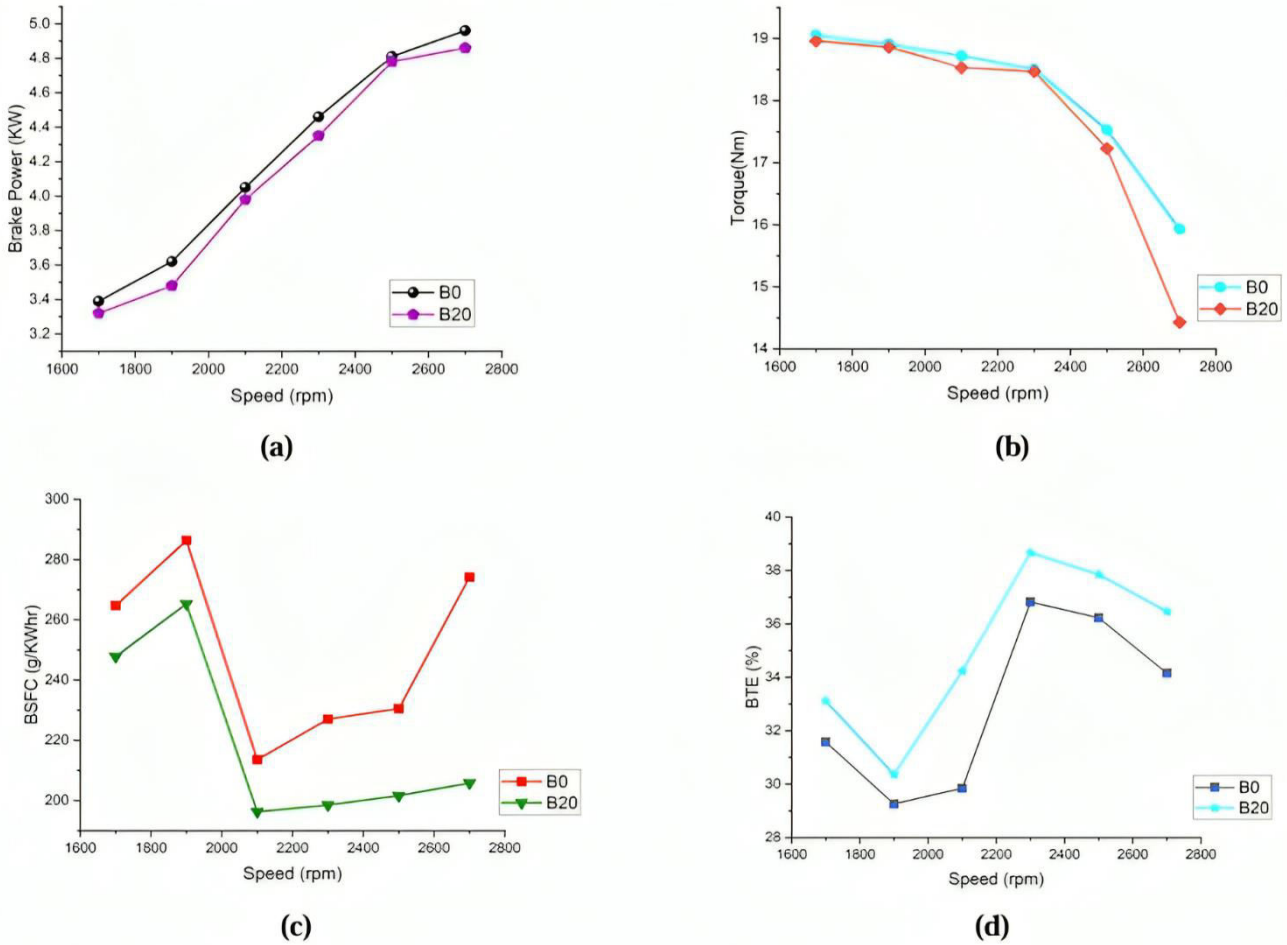 5.0
4.8
4.6
4.4
4.2
4.0
3.8
3.6
3.4
3.2
Brake Power (KW)
B0
B20
1600 1800 2000 2200 2400 2600 2800
Speed (rpm)
(a)
19
18
17
16
15
14
Torque(Nm)
B0
B20
1600 1800 2000 2200 2400 2600 2800
Speed (rpm)
(b)
300
280
260
240
220
200
BSFC (g/KWhr)
B0
B20
1600 1800 2000 2200 2400 2600 2800
Speed (rpm)
(c)
40
38
36
34
32
30
28
BTE (%)
B0
B20
1600 1800 2000 2200 2400 2600 2800
Speed (rpm)
(d)